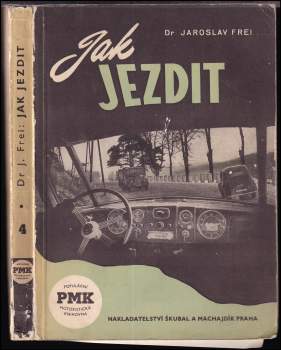 Dr J. Frei: JAK JEZDIT
4
PMK
Dr JAROSLAV FREI
Jak
JEZDIT
POPULÁRNÍ
PMK
MOTORISTICKÁ
KNIHOVNA
NAKLADATELSTVÍ ŠKUBAL A MACHAJDÍK PRAHA